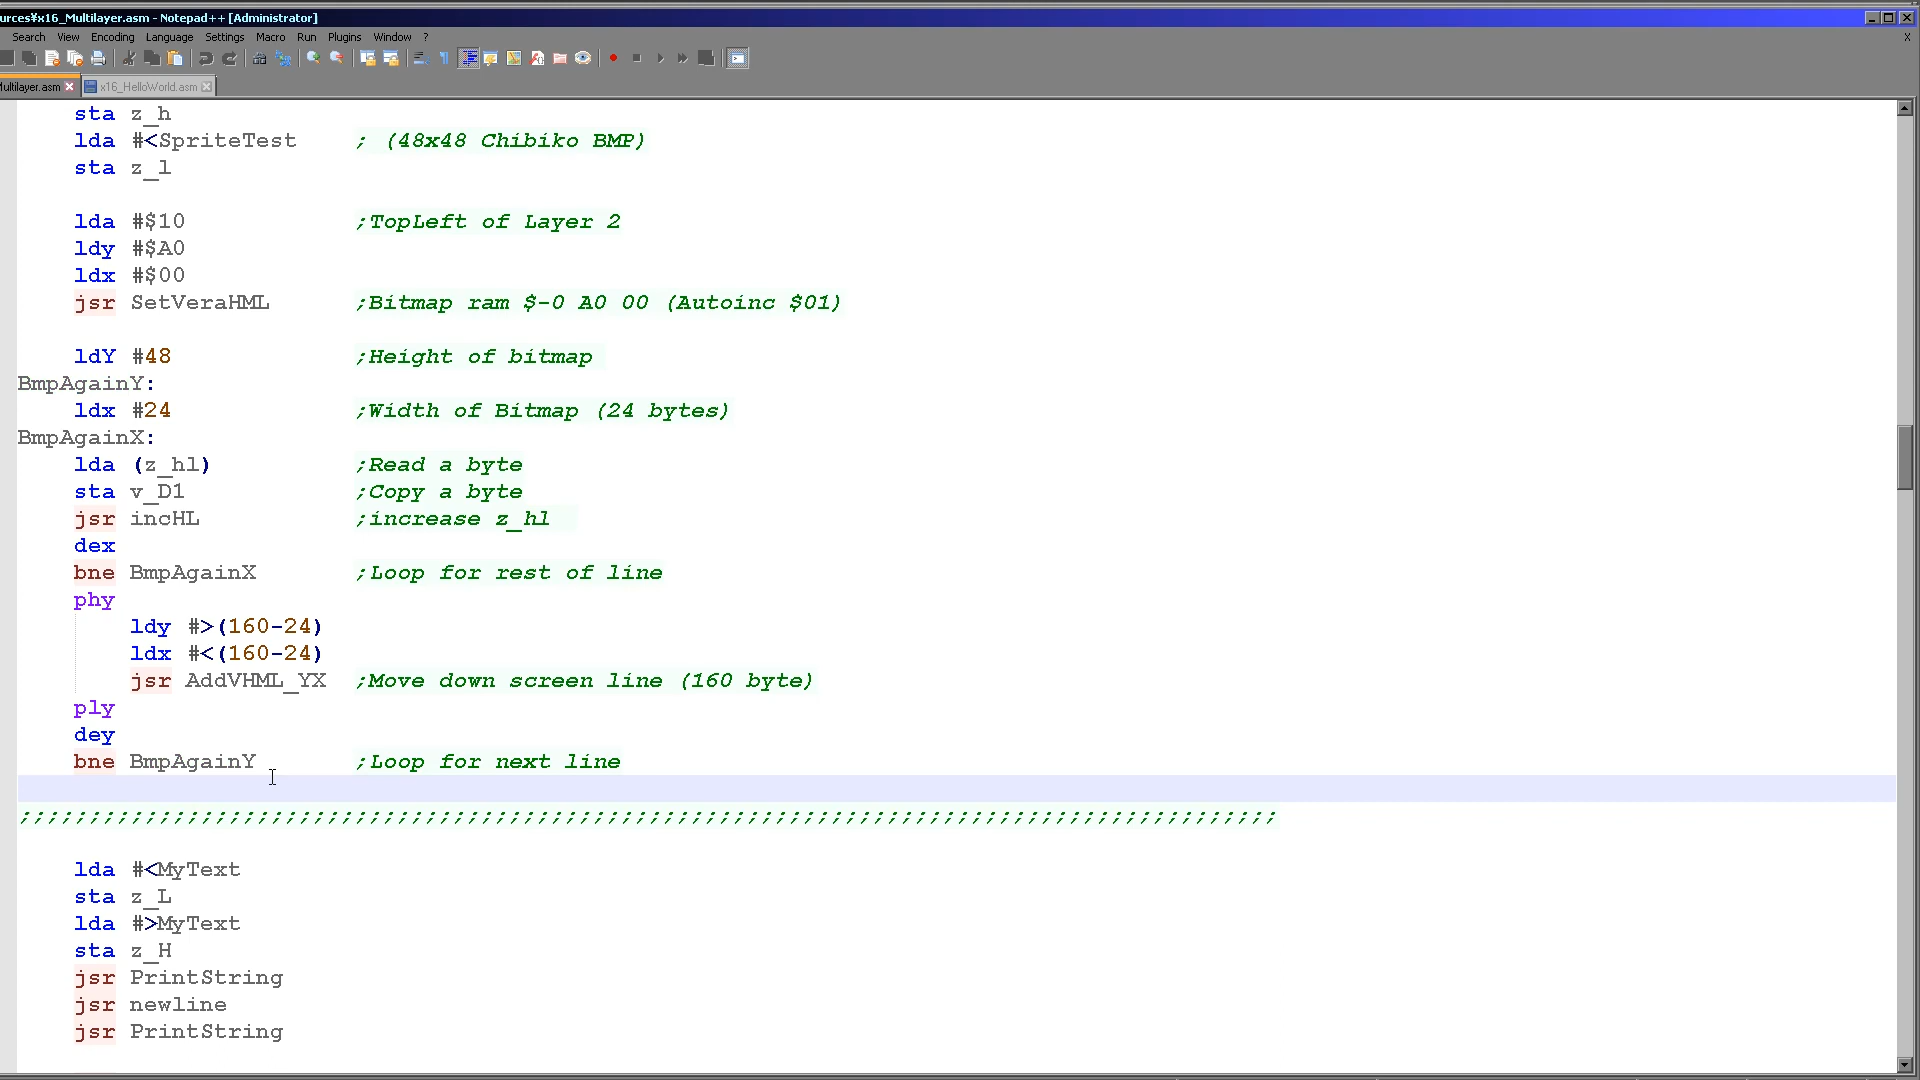 urces¥x16_Multilayer.asm - Notepad++ [Administrator]
Search View Encoding Language Settings Macro Run Plugins Window ? X
Multilayer.asm x16_HelloWorld.asm
sta z_h
lda #<SpriteTest ; (48x48 Chibiko BMP)
sta z_l
lda #$10 ;TopLeft of Layer 2
ldy #$A0
ldx #$00
jsr SetVeraHML ;Bitmap ram $-0 A0 00 (Autoinc $01)
ldY #48 ;Height of bitmap
BmpAgainY:
ldx #24 ;Width of Bitmap (24 bytes)
BmpAgainX:
lda (z_hl) ;Read a byte
sta v_D1 ;Copy a byte
jsr incHL ;increase z_hl
dex
bne BmpAgainX ;Loop for rest of line
phy
ldy #>(160-24)
ldx #<(160-24)
jsr AddVHML_YX ;Move down screen line (160 byte)
ply
dey
bne BmpAgainY ;Loop for next line
;;;;;;;;;;;;;;;;;;;;;;;;;;;;;;;;;;;;;;;;;;;;;;;;;;;;;;;;;;;;;;;;;;;;;;;;;;;;;;;;;;;;;;;;;;
lda #<MyText
sta z_L
lda #>MyText
sta z_H
jsr PrintString
jsr newline
jsr PrintString